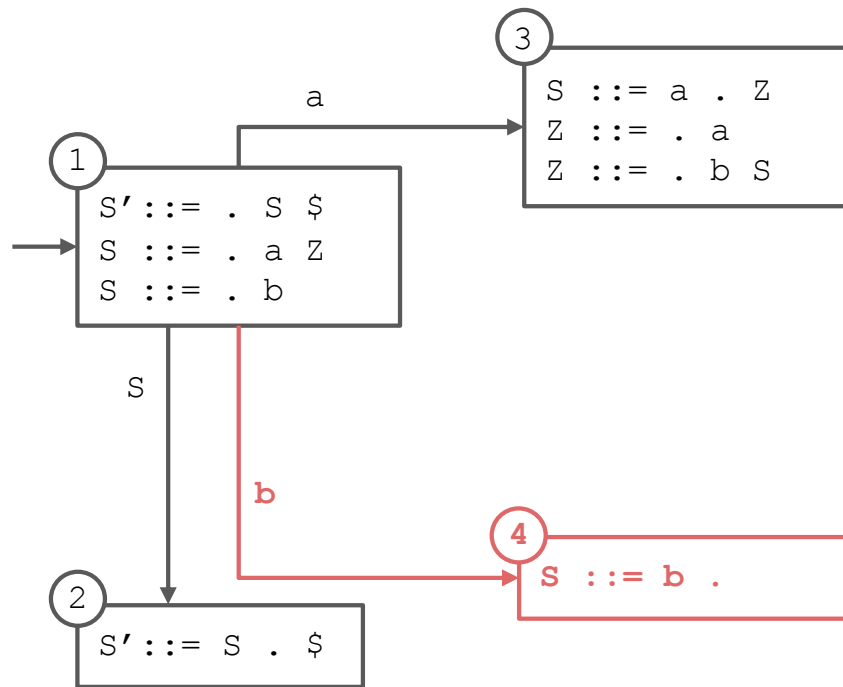 3
S ::= a . Z
Z ::= . a
Z ::= . b S
a
1
S’::= . S $
S ::= . a Z
S ::= . b
S
b
4
S ::= b .
2
S’::= S . $